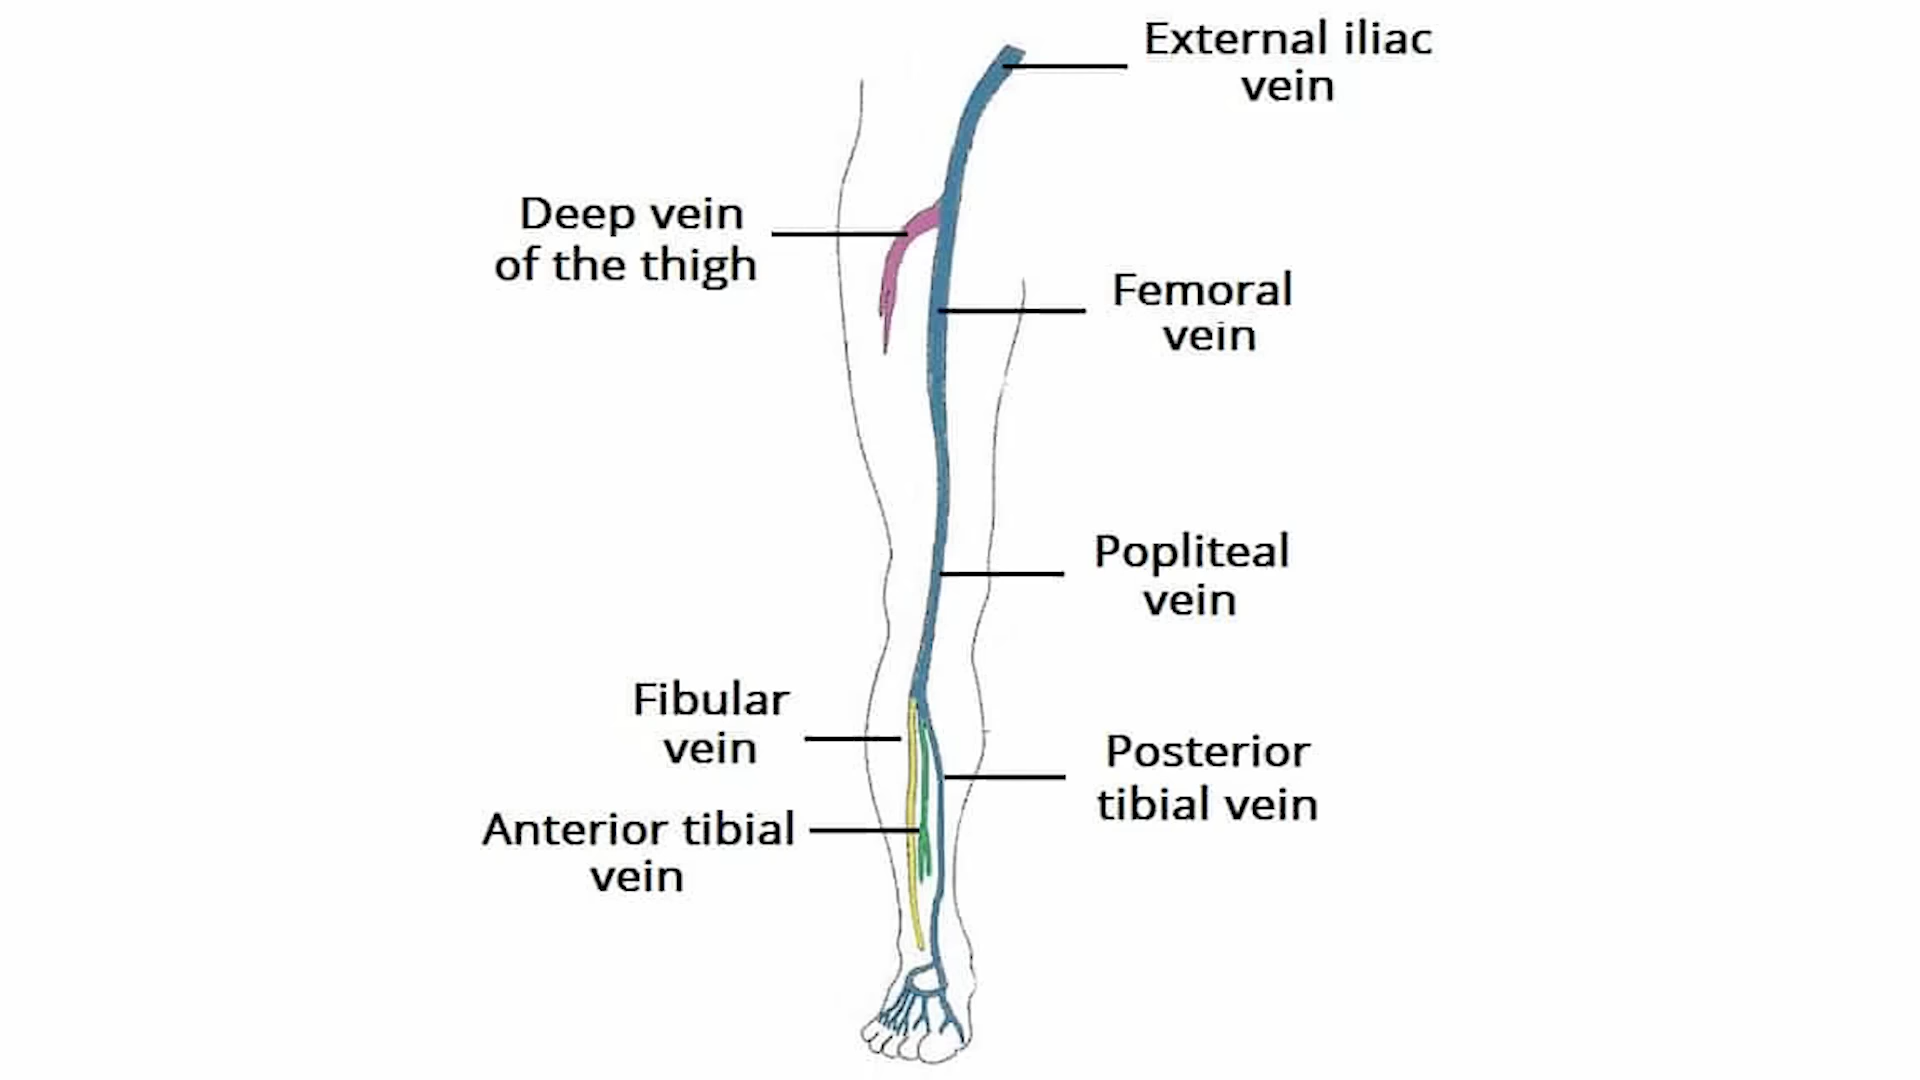 External iliac
vein
Deep vein
of the thigh
Femoral
vein
Popliteal
vein
Fibular
vein
Posterior
tibial vein
Anterior tibial
vein